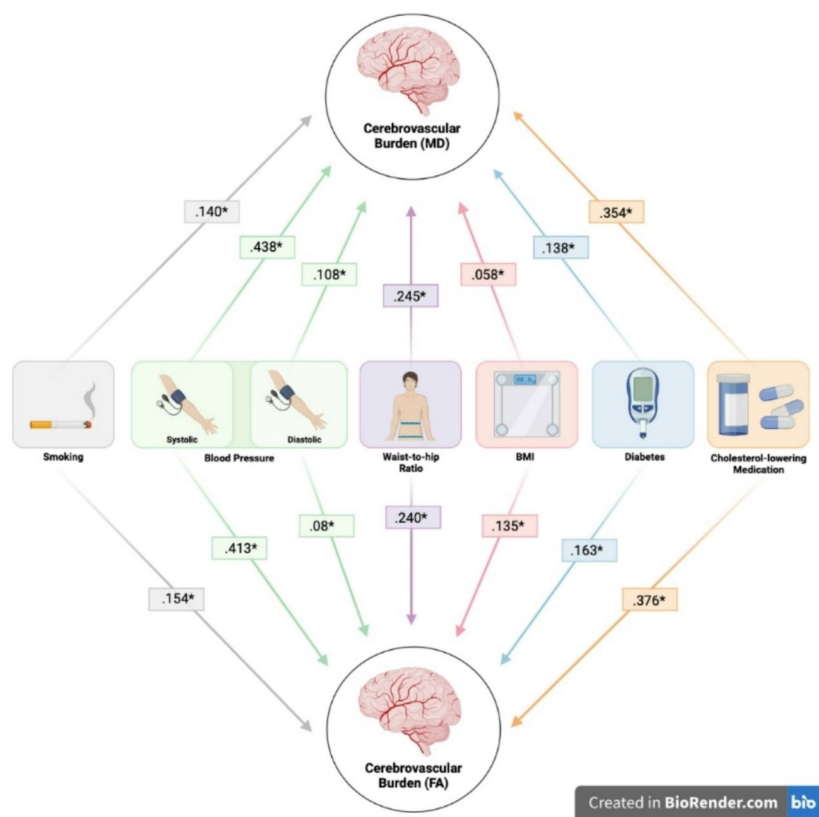 Cerebrovascular
Burden (MD)
.140*
.438*
.108*
.245*
.058*
.138*
.354*
Systolic
Diastolic
Smoking
Blood Pressure
Waist-to-hip
Ratio
BMI
Diabetes
Cholesterol-lowering
Medication
.154*
.413*
.08*
.240*
.135*
.163*
.376*
Cerebrovascular
Burden (FA)
Created in BioRender.com bio